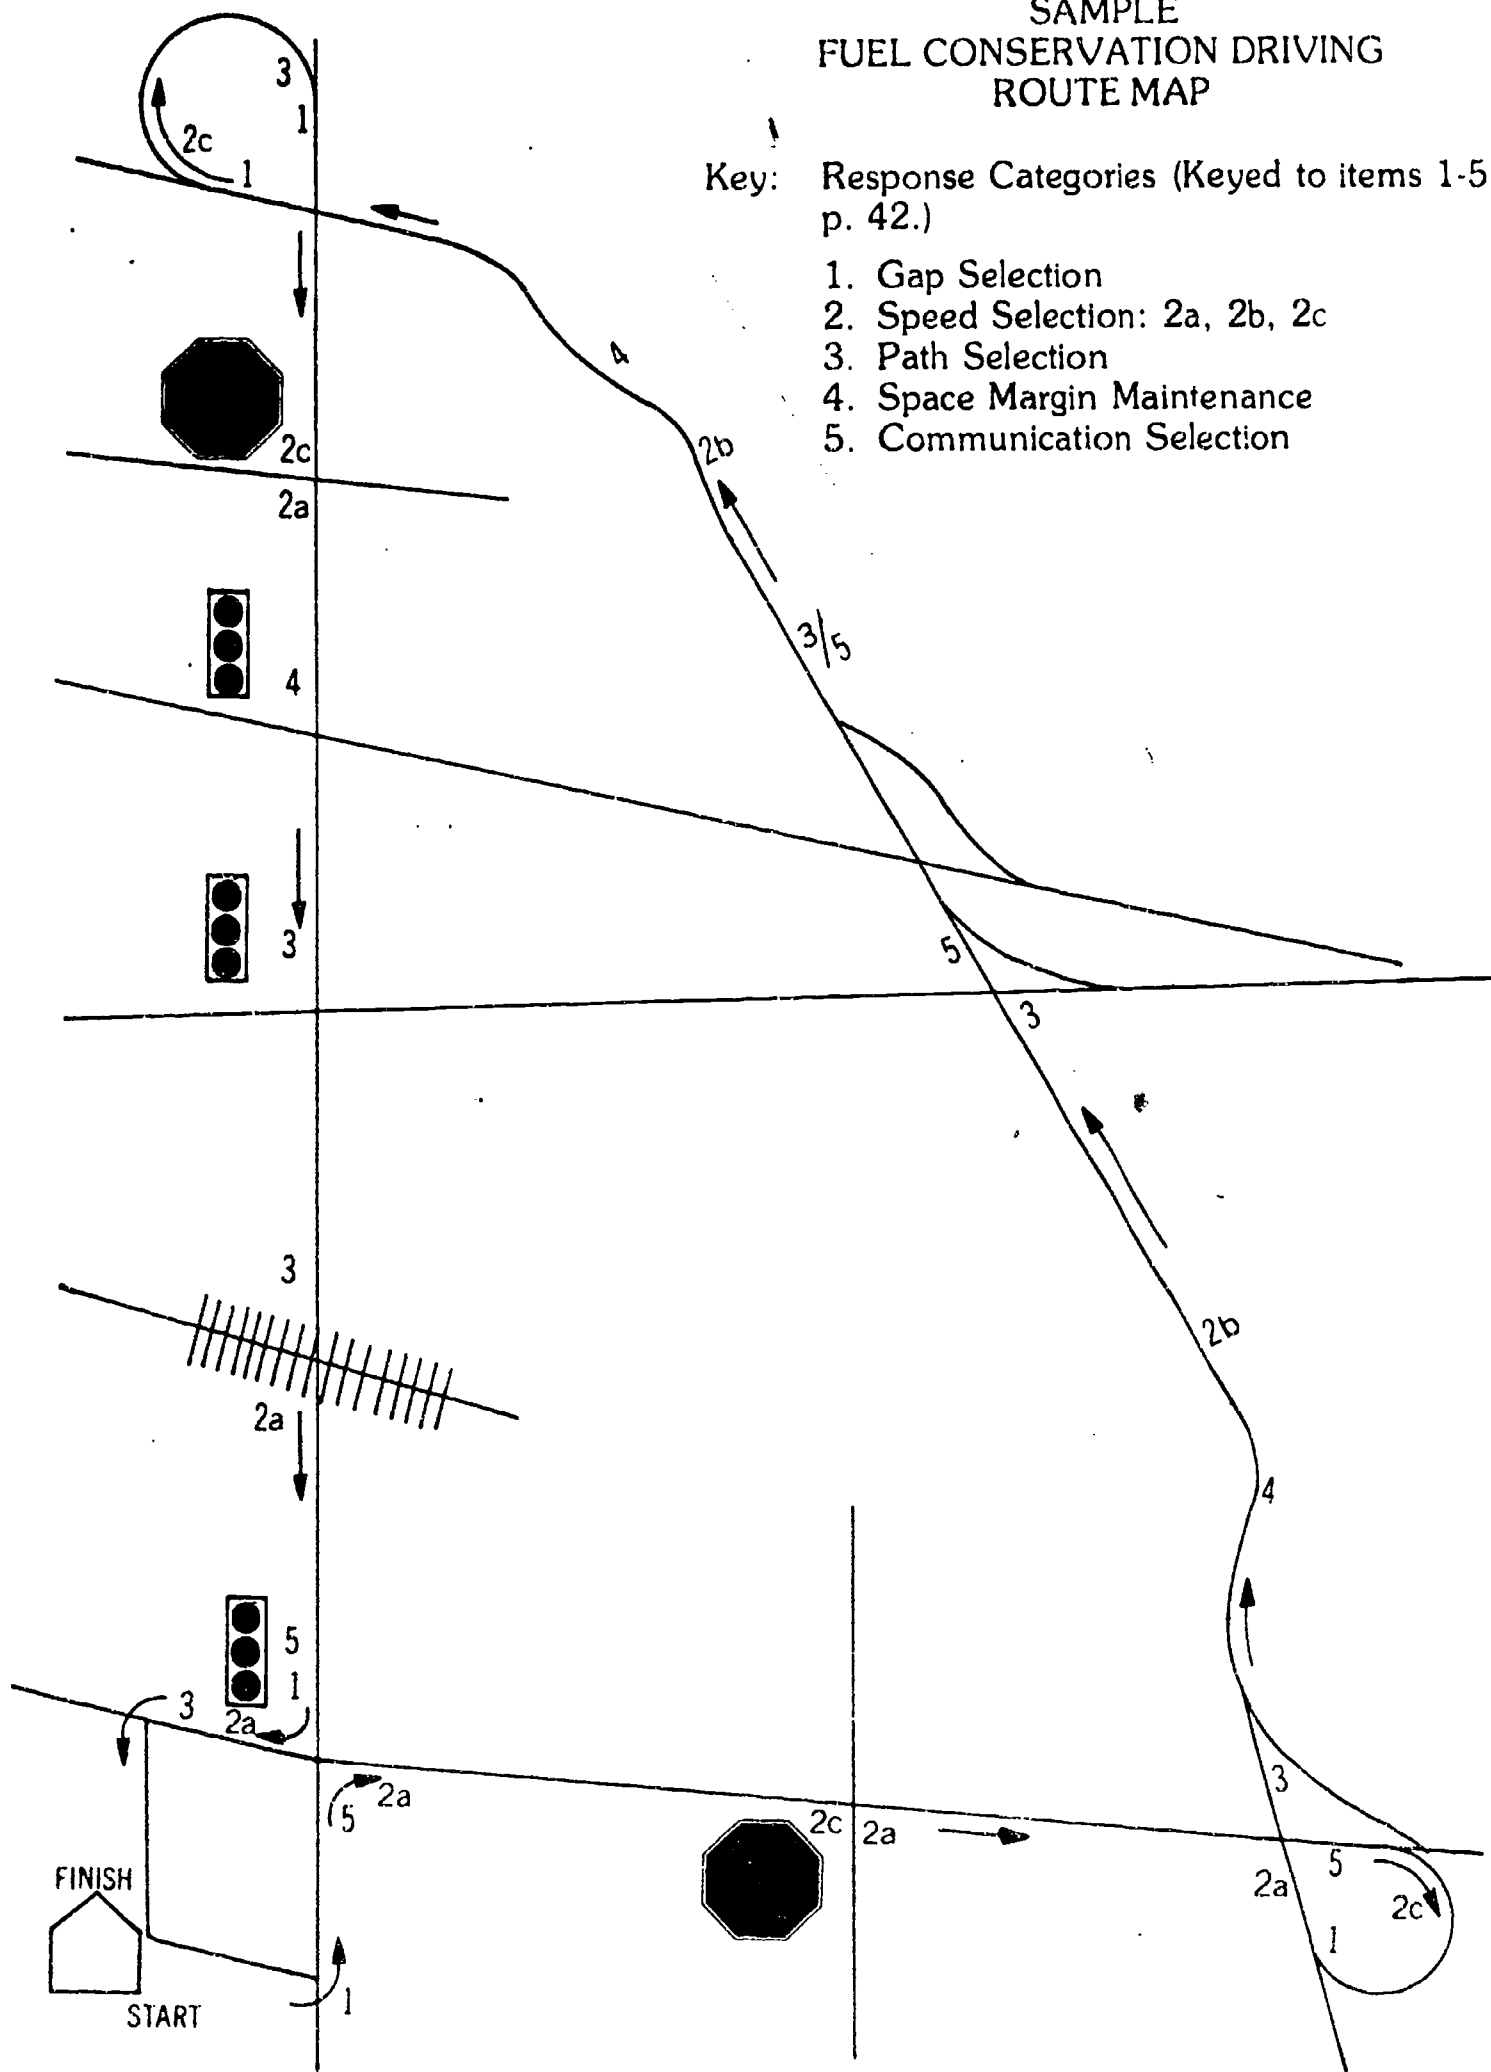 SAMPLE
FUEL CONSERVATION DRIVING
ROUTE MAP
Key: Response Categories (Keyed to items 1-5
p. 42.)
1. Gap Selection
2. Speed Selection: 2a, 2b, 2c
3. Path Selection
4. Space Margin Maintenance
5. Communication Selection
3
1
2c
1
4
2c
2b
2a
3/5
4
3
5
3
3
2b
2a
4
5
1
3
2a
3
2a
5
2c
2a
5
2a
2c
FINISH
1
START
1